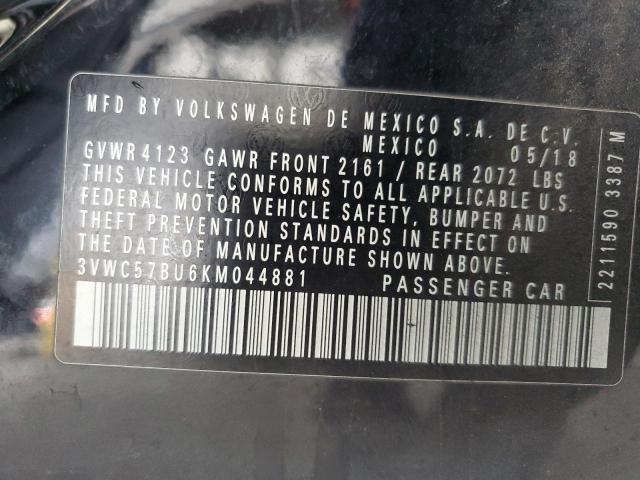 MFD BY VOLKSWAGEN DE MEXICO S.A. DE C.V.
MEXICO 05/18
GVWR 4123 GAWR FRONT 2161 / REAR 2072 LBS
THIS VEHICLE CONFORMS TO ALL APPLICABLE U.S.
FEDERAL MOTOR VEHICLE SAFETY, BUMPER AND
THEFT PREVENTION STANDARDS IN EFFECT ON
THE DATE OF MANUFACTURE SHOWN ABOVE.
3VWC57BU6KM044881 PASSENGER CAR
2211590 3387 M